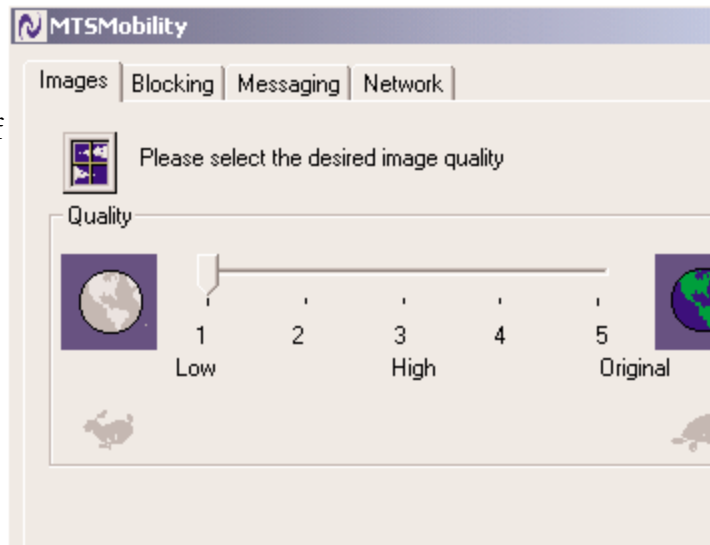 MTSMobility
Images Blocking Messaging Network
f
Please select the desired image quality
Quality
1 2 3 4 5
Low High Original